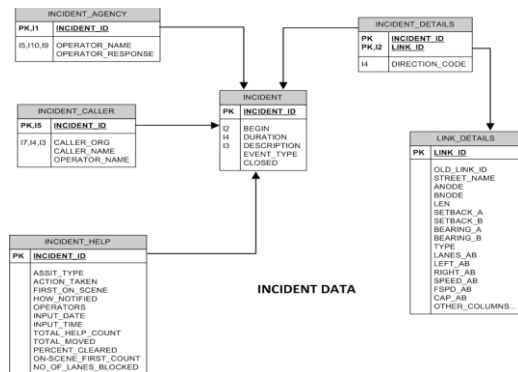 INCIDENT_AGENCY
PK,I1 INCIDENT_ID
I5,I10,I9 OPERATOR_NAME
OPERATOR_RESPONSE
INCIDENT_DETAILS
PK INCIDENT_ID
PK,I2 LINK_ID
I4 DIRECTION_CODE
INCIDENT_CALLER
PK,I5 INCIDENT_ID
I7,I4,I3 CALLER_ORG
CALLER_NAME
OPERATOR_NAME
INCIDENT
PK INCIDENT_ID
I2 BEGIN
I4 DURATION
I3 DESCRIPTION
EVENT_TYPE
CLOSED
LINK_DETAILS
PK LINK_ID
OLD_LINK_ID
STREET_NAME
ANODE
BNODE
LEN
SETBACK_A
SETBACK_B
BEARING_A
BEARING_B
TYPE
LANES_AB
LEFT_AB
RIGHT_AB
SPEED_AB
FSPD_AB
CAP_AB
OTHER_COLUMNS...
INCIDENT_HELP
PK INCIDENT_ID
ASSIT_TYPE
ACTION_TAKEN
FIRST_ON_SCENE
HOW_NOTIFIED
OPERATORS
INPUT_DATE
INPUT_TIME
TOTAL_HELP_COUNT
TOTAL_MOVED
PERCENT_CLEARED
ON-SCENE_FIRST_COUNT
NO_OF_LANES_BLOCKED
INCIDENT DATA